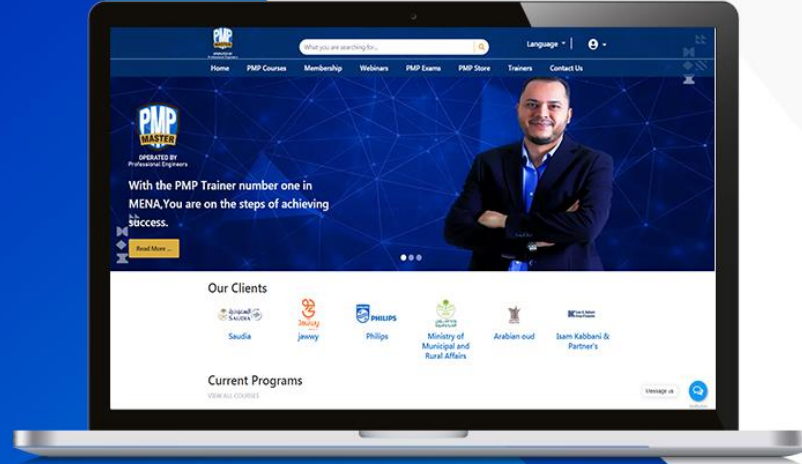 PMP
MASTER
What you are searching for...
Language
Home PMP Courses Membership Webinars PMP Exams PMP Store Trainers Contact Us
PMP
MASTER
OPERATED BY
Professional Engineers
With the PMP Trainer number one in
MENA,You are on the steps of achieving
success.
Read More ...
Our Clients
السعودية
SAUDIA
jawwy
PHILIPS
Saudia
jawwy
Philips
Ministry of
Municipal and
Rural Affairs
Arabian oud
Isam Kabbani &
Partner's
Current Programs
VIEW ALL COURSES
Message us